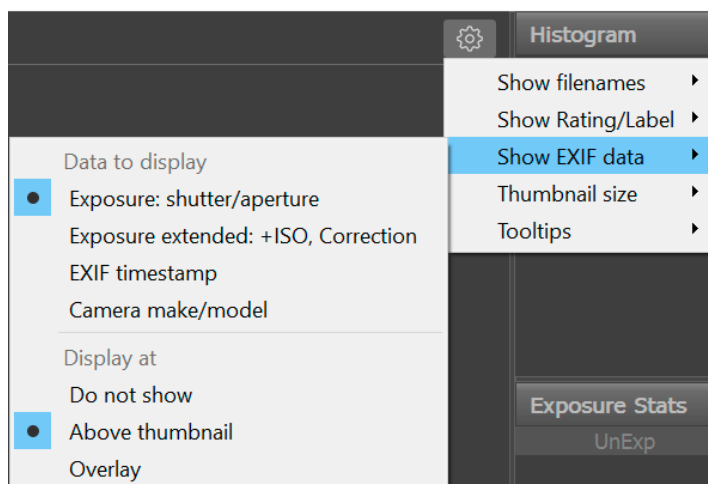 Histogram
Show filenames
Show Rating/Label
Show EXIF data
Thumbnail size
Tooltips
Data to display
Exposure: shutter/aperture
Exposure extended: +ISO, Correction
EXIF timestamp
Camera make/model
Display at
Do not show
Above thumbnail
Overlay
Exposure Stats
UnExp